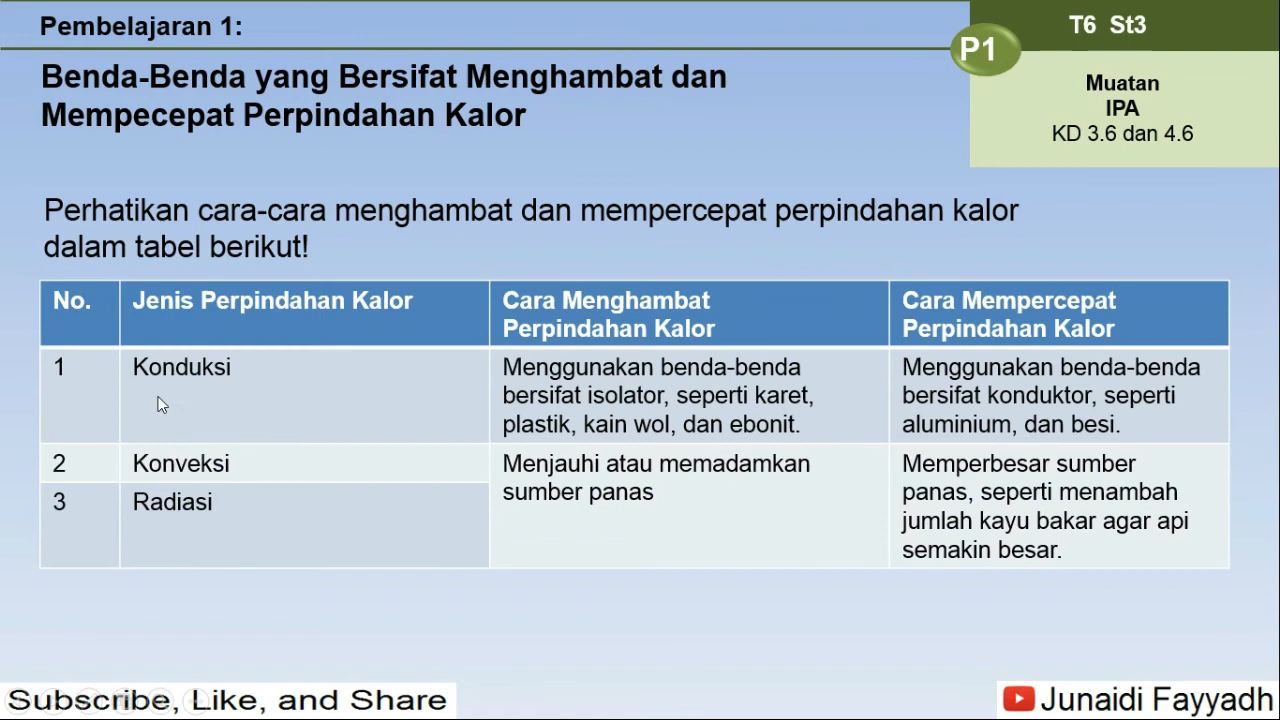 Pembelajaran 1:
T6 St3
P1
Benda-Benda yang Bersifat Menghambat dan
Mempecepat Perpindahan Kalor
Muatan
IPA
KD 3.6 dan 4.6
Perhatikan cara-cara menghambat dan mempercepat perpindahan kalor
dalam tabel berikut!
No.
Jenis Perpindahan Kalor
Cara Menghambat
Perpindahan Kalor
Cara Mempercepat
Perpindahan Kalor
1
Konduksi
Menggunakan benda-benda
bersifat isolator, seperti karet,
plastik, kain wol, dan ebonit.
Menggunakan benda-benda
bersifat konduktor, seperti
aluminium, dan besi.
2
Konveksi
Menjauhi atau memadamkan
sumber panas
Memperbesar sumber
panas, seperti menambah
jumlah kayu bakar agar api
semakin besar.
3
Radiasi
Subscribe, Like, and Share
Junaidi Fayyadh